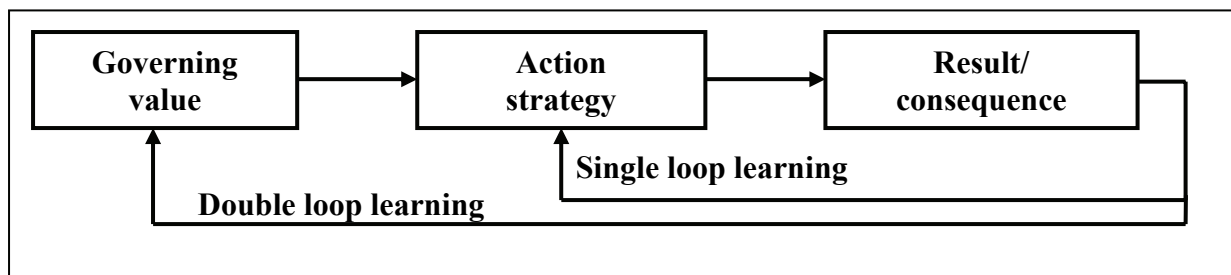 Governing
value
Action
strategy
Result/
consequence
Single loop learning
Double loop learning